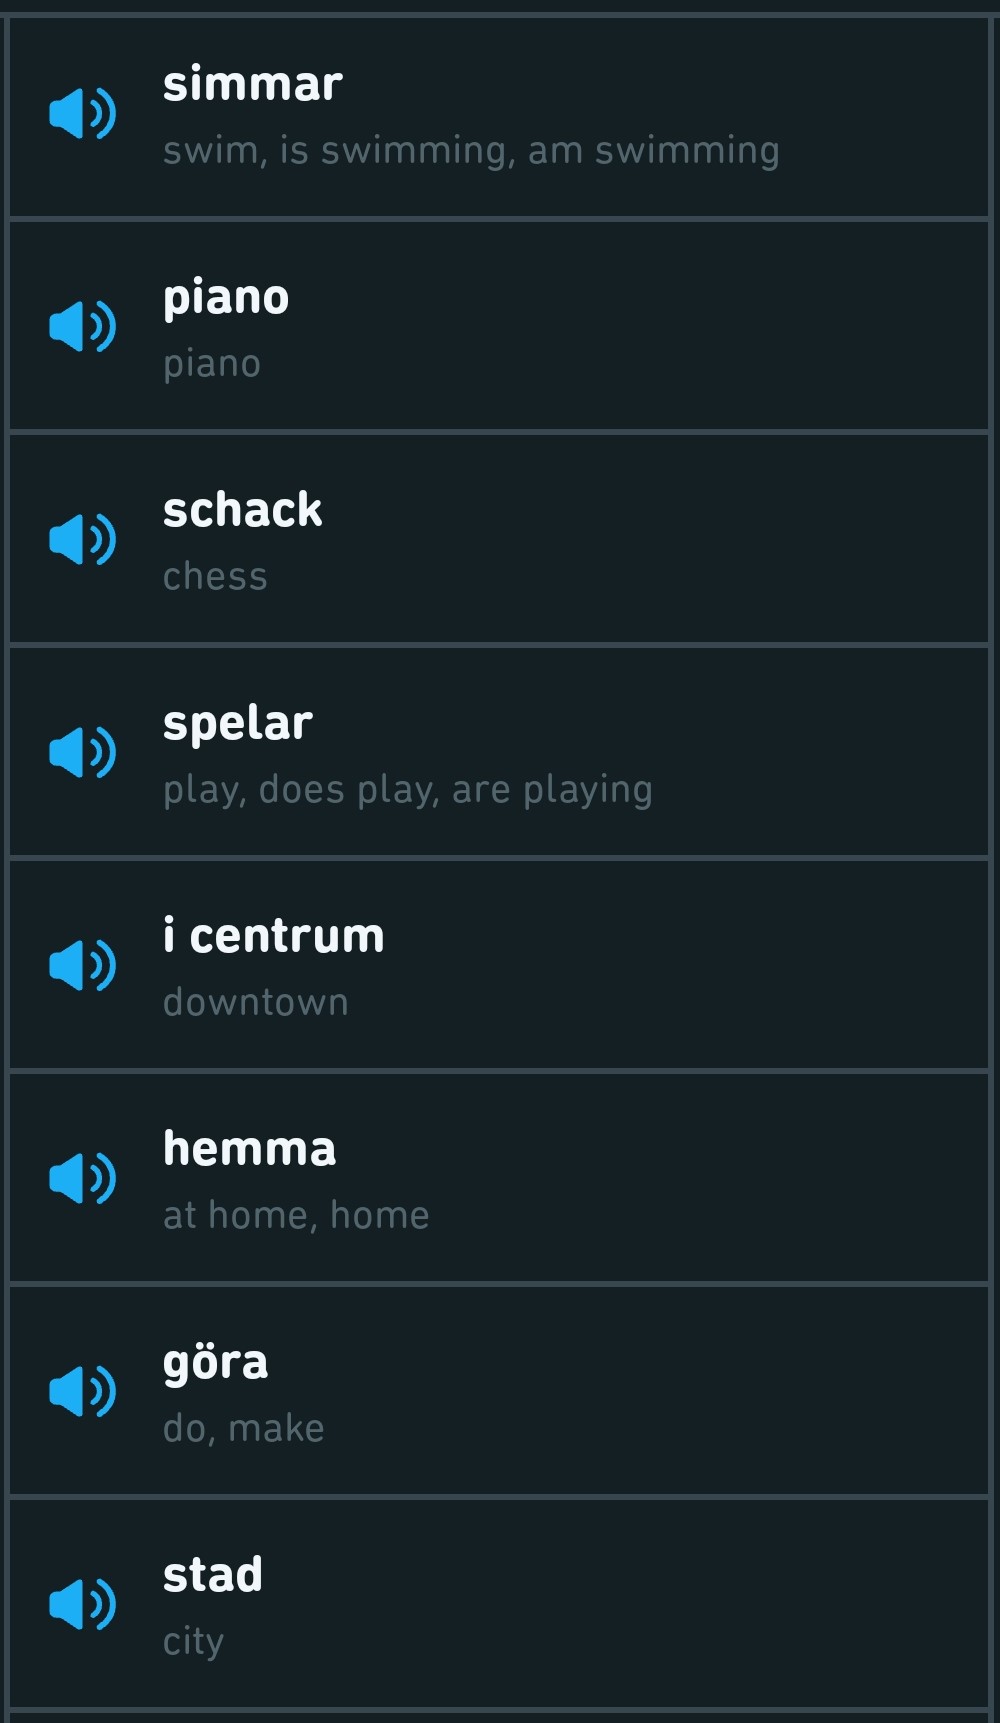 simmar
swim, is swimming, am swimming
piano
piano
schack
chess
spelar
play, does play, are playing
i centrum
downtown
hemma
at home, home
göra
do, make
stad
city